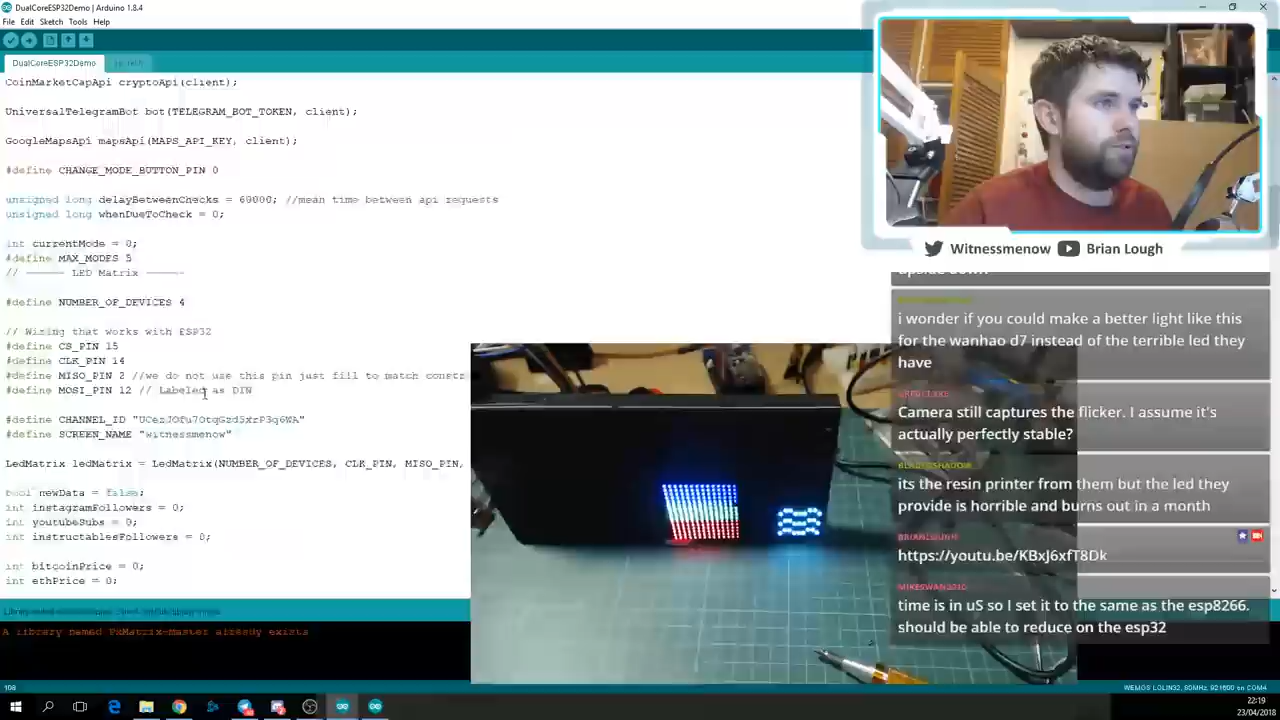 DualCoreESP32Demo | Arduino 1.8.4
File Edit Sketch Tools Help
DualCoreESP32Demo
CoinMarketCapApi cryptoApi(client);
UniversalTelegramBot bot(TELEGRAM_BOT_TOKEN, client);
GoogleMapsApi mapsApi(MAPS_API_KEY, client);
#define CHANGE_MODE_BUTTON_PIN 0
unsigned long delayBetweenChecks = 60000; //mean time between api requests
unsigned long whenDueToCheck = 0;
int currentMode = 0;
#define MAX_MODES 5
// ------ LED Matrix ------
#define NUMBER_OF_DEVICES 4
// Wiring that works with ESP32
#define CS_PIN 15
#define CLK_PIN 14
#define MISO_PIN 2 //we do not use this pin just fill to match constr
#define MOSI_PIN 12 // Labeled as DIN
#define CHANNEL_ID
#define SCREEN_NAME "witnessmenow"
LedMatrix ledMatrix = LedMatrix(NUMBER_OF_DEVICES, CLK_PIN, MISO_PIN,
bool newData = false;
int instagramFollowers = 0;
int youtubeSubs = 0;
int instructablesFollowers = 0;
int bitcoinPrice = 0;
int ethPrice = 0;
A library named PxMatrix-Master already exists
108
WEMOS LOLIN32, 80MHz, 921600 on COM4
Witnessmenow Brian Lough
upside down
i wonder if you could make a better light like this
for the wanhao d7 instead of the terrible led they
have
Camera still captures the flicker. I assume it's
actually perfectly stable?
its the resin printer from them but the led they
provide is horrible and burns out in a month
https://youtu.be/KBxJ6xfT8Dk
time is in uS so I set it to the same as the esp8266.
should be able to reduce on the esp32
22:19
23/04/2018